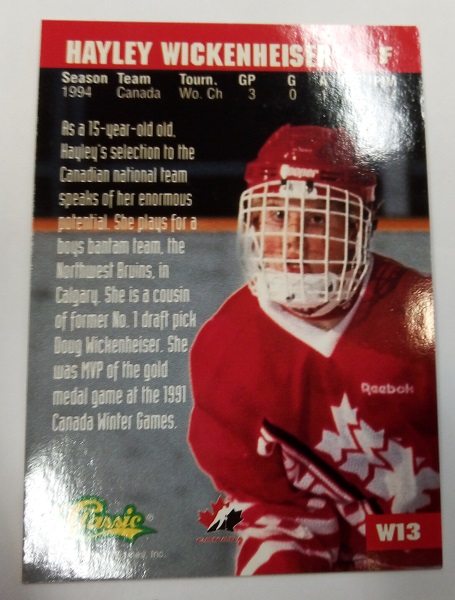 HAYLEY WICKENHEISER F
Season Team Tourn. GP G A
1994 Canada Wo. Ch 3 0
As a 15-year-old old,
Hayley's selection to the
Canadian national team
speaks of her enormous
potential. She plays for a
boys bantam team, the
Northwest Bruins, in
Calgary. She is a cousin
of former No. 1 draft pick
Doug Wickenheiser. She
was MVP of the gold
medal game at the 1991
Canada Winter Games.
Cooper
Reebok
Classic
Inc.
W13